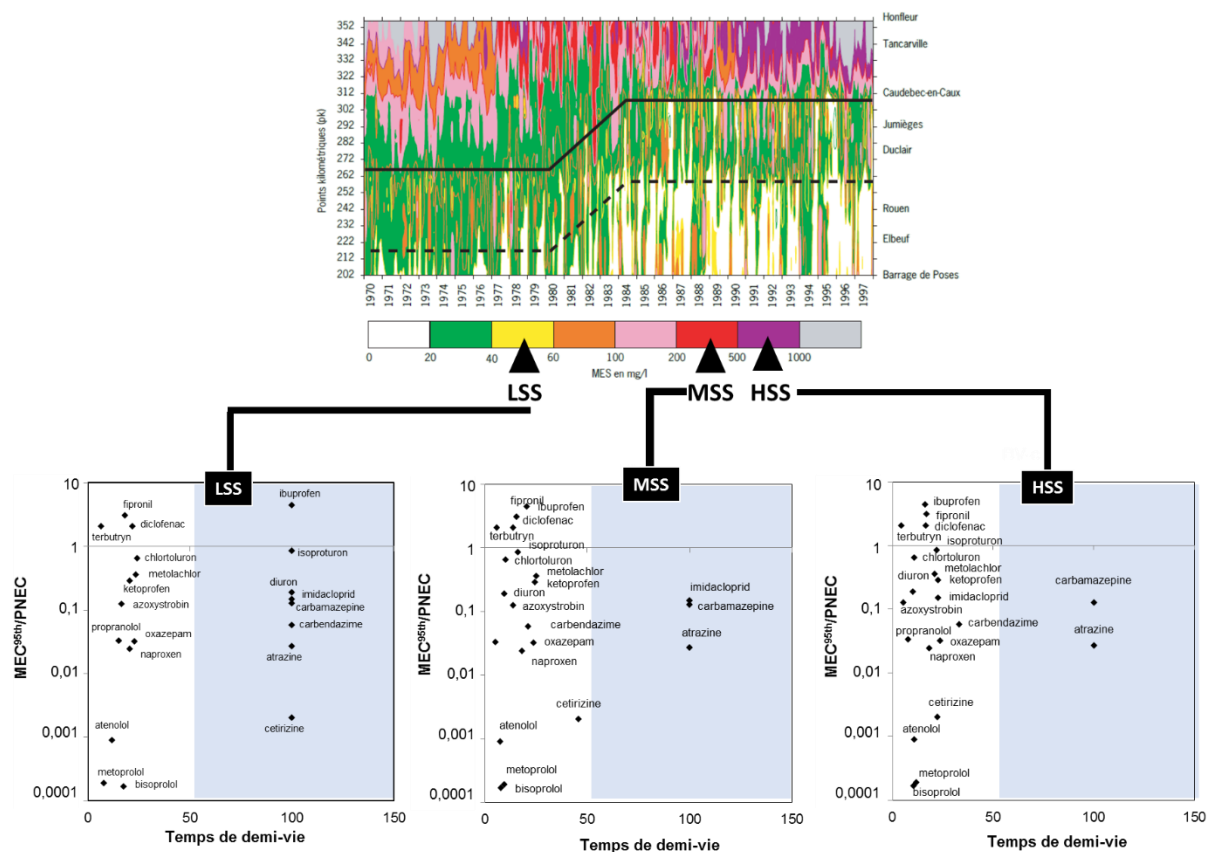 352
342
332
322
312
302
292
282
272
262
252
242
232
222
212
202
Points kilométriques (pk)
Honfleur
Tancarville
Caudebec-en-Caux
Jumièges
Duclair
Rouen
Elbeuf
Barrage de Poses
1970
1971
1972
1973
1974
1975
1976
1977
1978
1979
1980
1981
1982
1983
1984
1985
1986
1987
1988
1989
1990
1991
1992
1993
1994
1995
1996
1997
0 20 40 60 100 200 500 1000
MES en mg/l
LSS MSS HSS
LSS
10
1
0,1
0,01
0,001
0,0001
MEC95th/PNEC
ibuprofen
fipronil
diclofenac
terbutryn
isoproturon
chlortoluron
metolachlor
ketoprofen
diuron
imidacloprid
azoxystrobin
carbamazepine
propranolol
oxazepam
carbendazime
naproxen
atrazine
cetirizine
atenolol
metoprolol
bisoprolol
0 50 100 150
Temps de demi-vie
MSS
10
1
0,1
0,01
0,001
0,0001
MEC95th/PNEC
fipronil
ibuprofen
diclofenac
terbutryn
isoproturon
chlortoluron
metolachlor
ketoprofen
imidacloprid
diuron
azoxystrobin
carbamazepine
carbendazime
oxazepam
atrazine
naproxen
cetirizine
atenolol
metoprolol
bisoprolol
0 50 100 150
Temps de demi-vie
HSS
10
1
0,1
0,01
0,001
0,0001
MEC95th/PNEC
ibuprofen
fipronil
diclofenac
terbutryn
isoproturon
chlortoluron
diuron
metolachlor
ketoprofen
carbamazepine
imidacloprid
azoxystrobin
carbendazime
propranolol
oxazepam
atrazine
naproxen
cetirizine
atenolol
metoprolol
bisoprolol
0 50 100 150
Temps de demi-vie